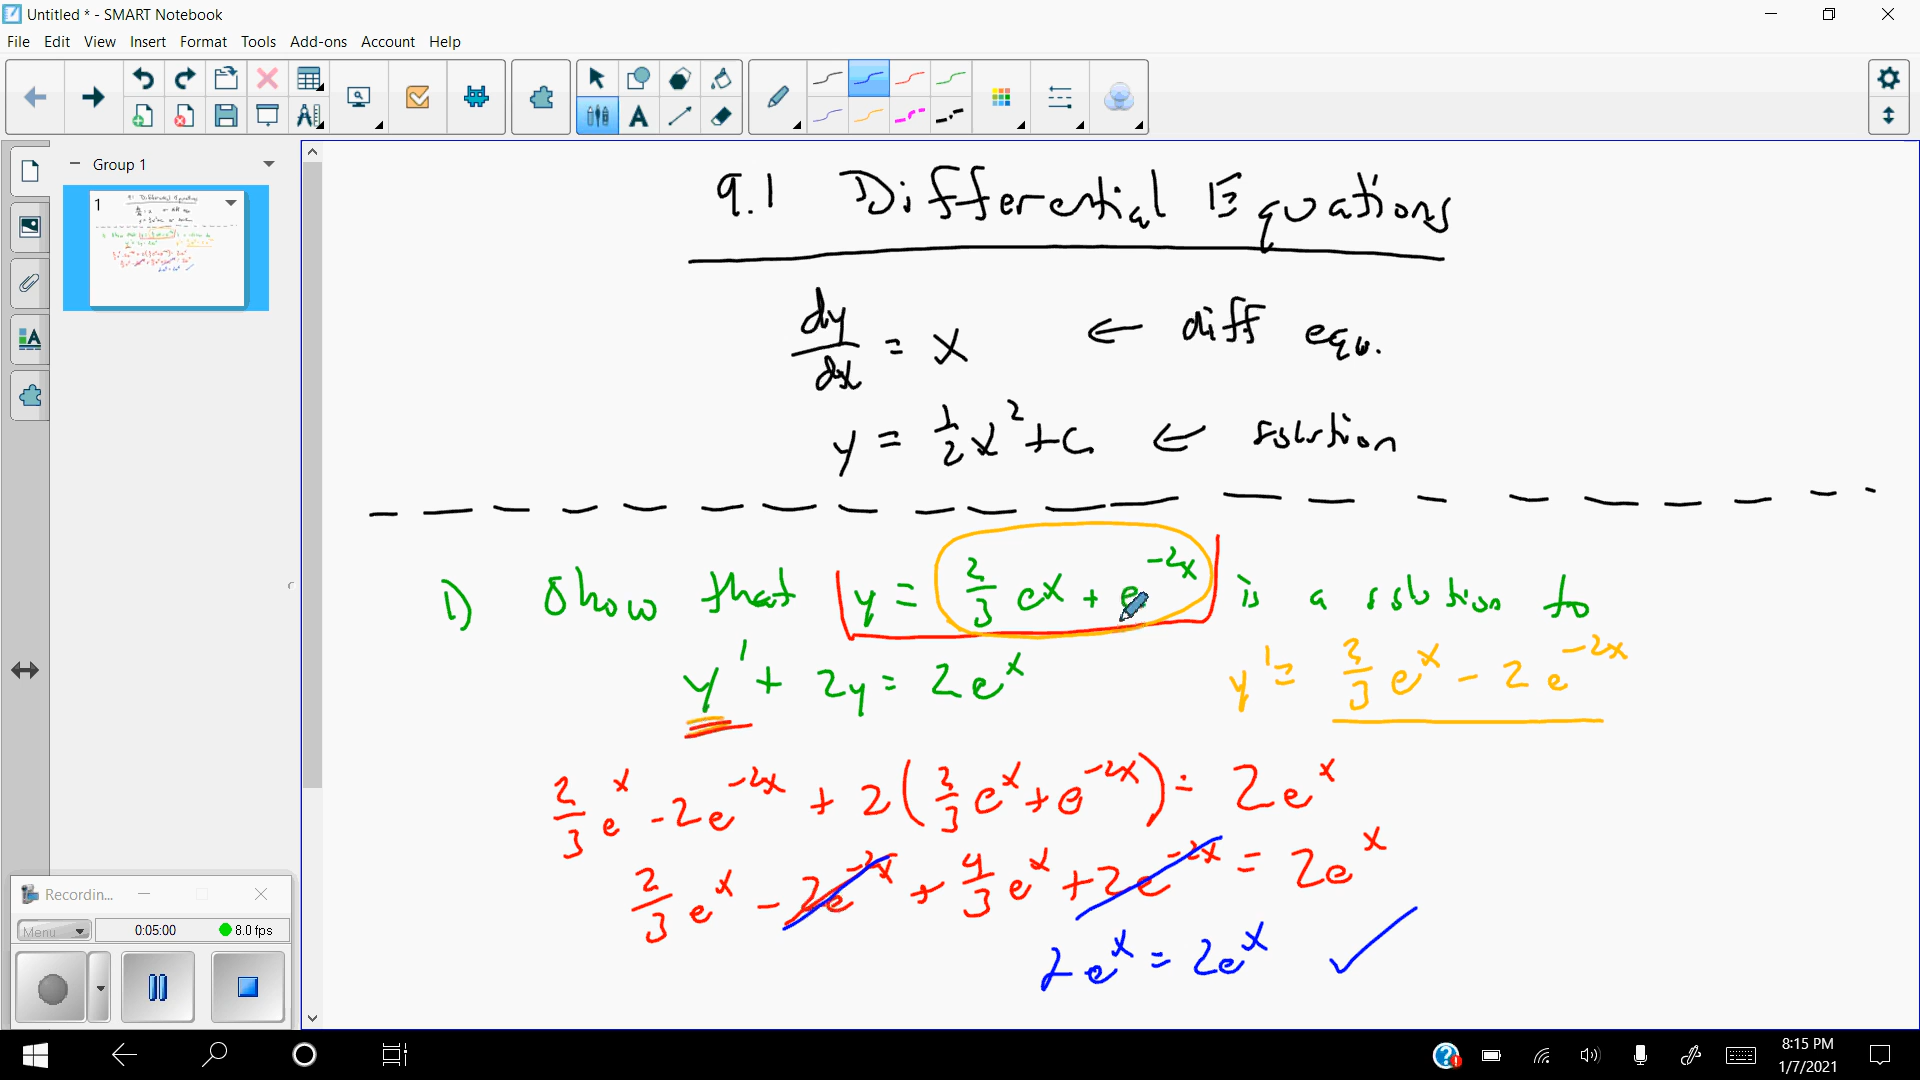 Untitled * - SMART Notebook
File Edit View Insert Format Tools Add-ons Account Help
Group 1
1
9.1 Differential Equations
dy/dx = x ← diff equ.
y = 1/2 x² + c ← solution
1) Show that y = 2/3 e^x + e^-2x is a solution to
y' + 2y = 2e^x y' = 2/3 e^x - 2e^-2x
2/3 e^x - 2e^-2x + 2(2/3 e^x + e^-2x) = 2e^x
2/3 e^x - 2e^-2x + 4/3 e^x + 2e^-2x = 2e^x
2e^x = 2e^x ✓
Recordin...
Menu 0:05:00 8.0 fps
8:15 PM
1/7/2021